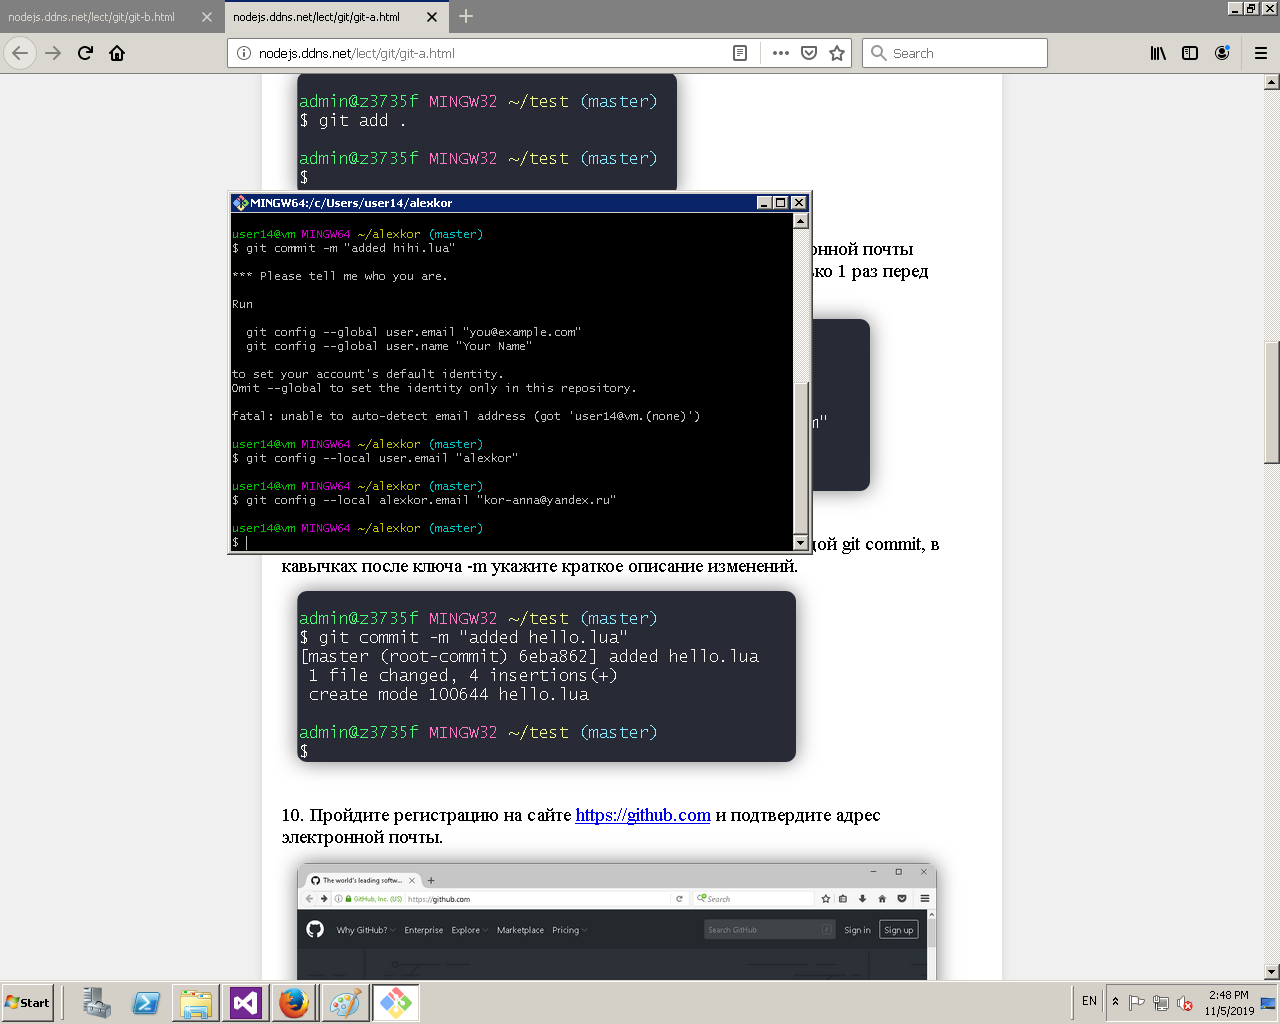 nodejs.ddns.net/lect/git/git-b.html
nodejs.ddns.net/lect/git/git-a.html
nodejs.ddns.net/lect/git/git-a.html
Search
admin@z3735f MINGW32 ~/test (master)
$ git add .
admin@z3735f MINGW32 ~/test (master)
$
MINGW64:/c/Users/user14/alexkor
user14@vm MINGW64 ~/alexkor (master)
$ git commit -m "added hihi.lua"
*** Please tell me who you are.
Run
git config --global user.email "you@example.com"
git config --global user.name "Your Name"
to set your account's default identity.
Omit --global to set the identity only in this repository.
fatal: unable to auto-detect email address (got 'user14@vm.(none)')
user14@vm MINGW64 ~/alexkor (master)
$ git config --local user.email "alexkor"
user14@vm MINGW64 ~/alexkor (master)
$ git config --local alexkor.email "kor-anna@yandex.ru"
user14@vm MINGW64 ~/alexkor (master)
$
почты
1 раз перед
git commit, в
кавычках после ключа -m укажите краткое описание изменений.
admin@z3735f MINGW32 ~/test (master)
$ git commit -m "added hello.lua"
[master (root-commit) 6eba862] added hello.lua
1 file changed, 4 insertions(+)
create mode 100644 hello.lua
admin@z3735f MINGW32 ~/test (master)
$
10. Пройдите регистрацию на сайте https://github.com и подтвердите адрес
электронной почты.
The world's leading softw...
GitHub, Inc. (US) https://github.com Search
Why GitHub? Enterprise Explore Marketplace Pricing Search GitHub Sign in Sign up
Start
EN
2:48 PM
11/5/2019